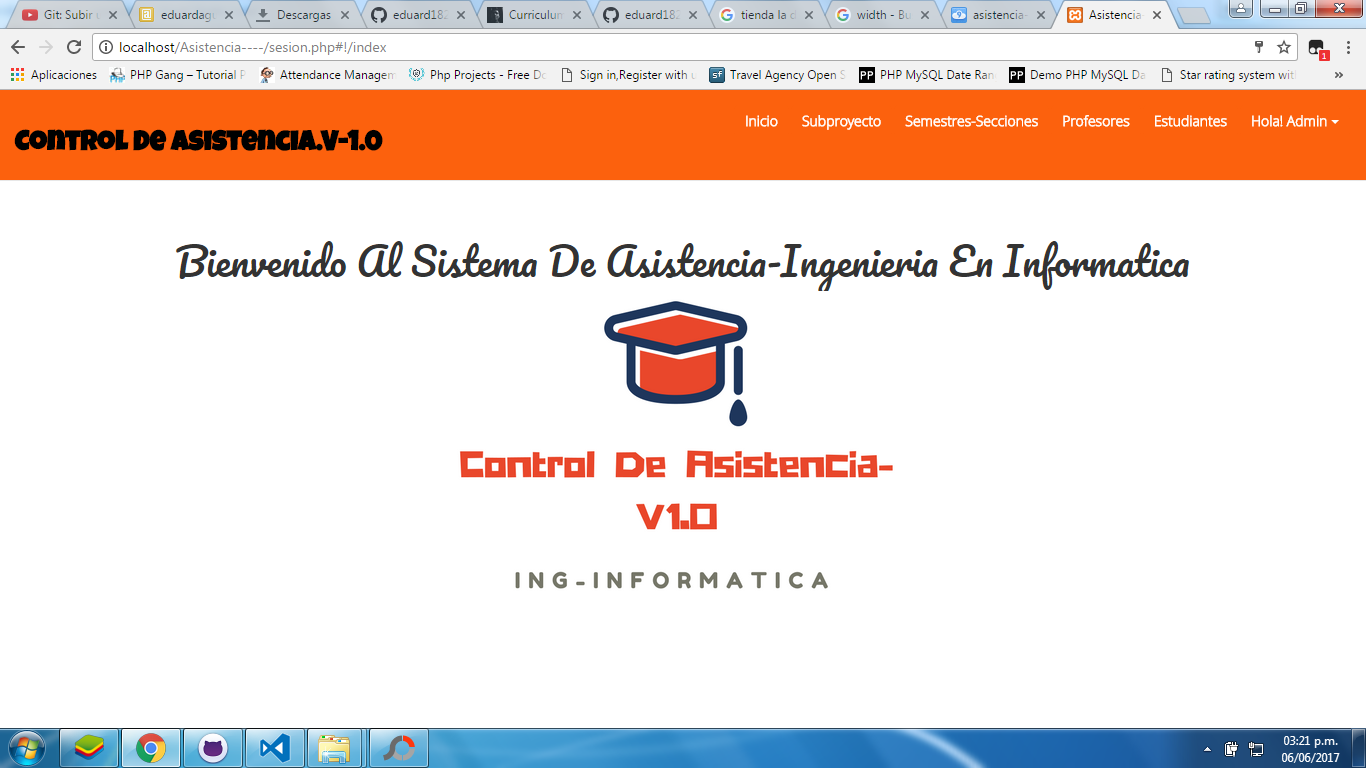 Git: Subir
eduardagu
Descargas
eduard18
Curriculum
eduard18
tienda la d
width - Bu
asistencia-
Asistencia
localhost/Asistencia----/sesion.php#!/index
1
Aplicaciones
PHP Gang – Tutorial P
Attendance Managem
Php Projects - Free Do
Sign in,Register with u
Travel Agency Open S
PHP MySQL Date Ran
Demo PHP MySQL Da
Star rating system wit
»
Control De Asistencia.V-1.0
Inicio
Subproyecto
Semestres-Secciones
Profesores
Estudiantes
Hola! Admin
Bienvenido Al Sistema De Asistencia-Ingenieria En Informatica
Control De Asistencia-
V1.0
ING-INFORMATICA
03:21 p.m.
06/06/2017